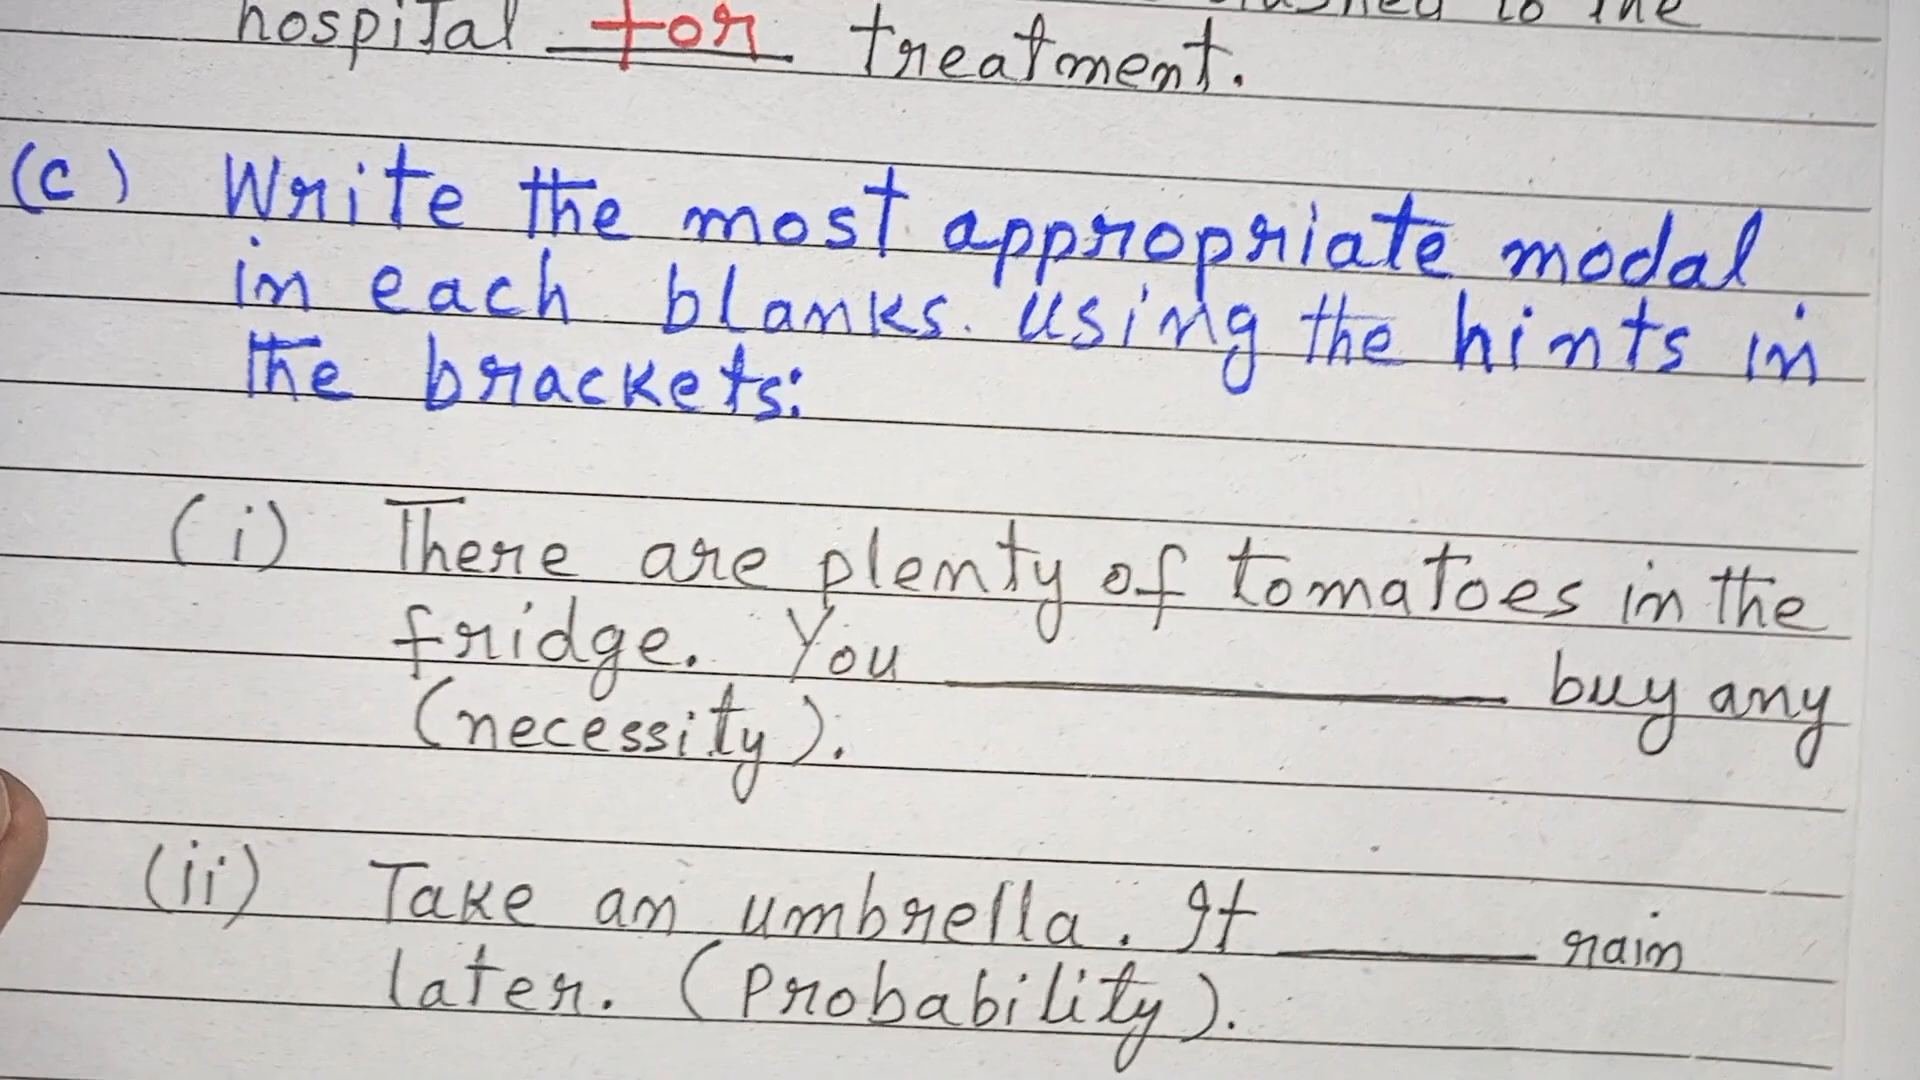 to the
hospital for treatment.
(c) Write the most appropriate modal
in each blanks. Using the hints in
the brackets:
(i) There are plenty of tomatoes in the
fridge. You ________ buy any
(necessity).
(ii) Take an umbrella. It ________ rain
later. (Probability).